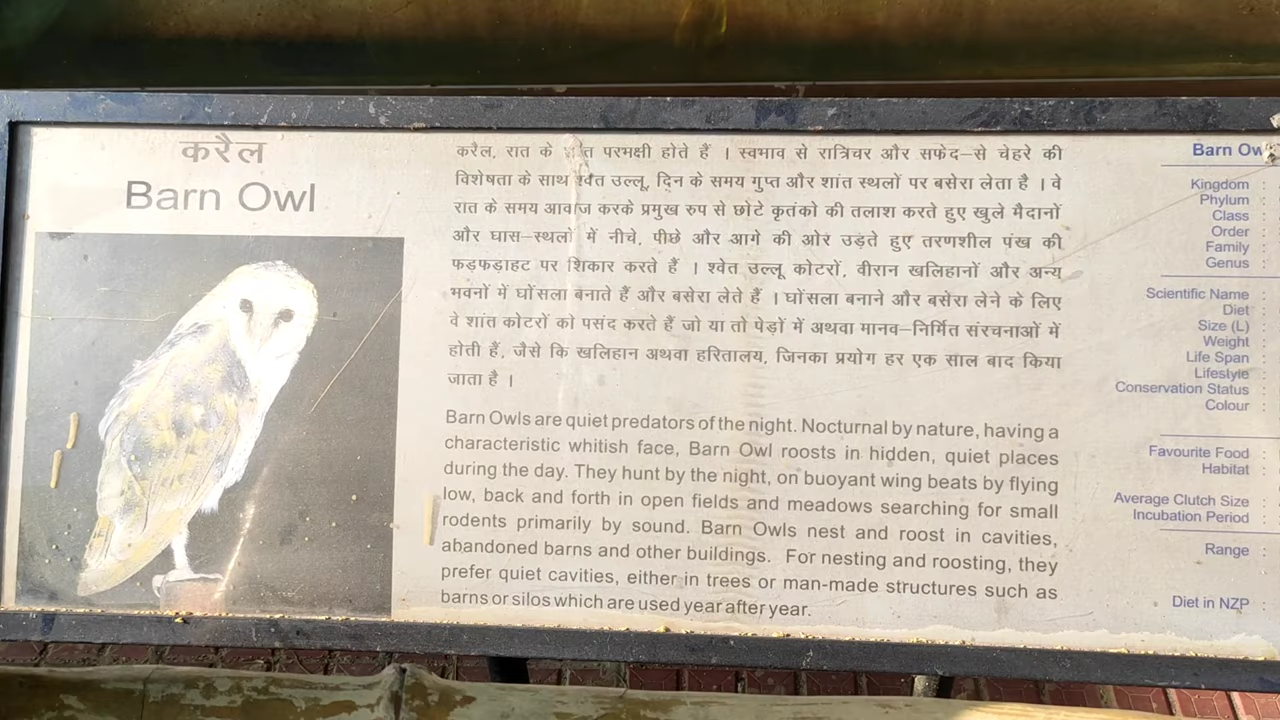 करैल
Barn Owl
करैल, रात के परभक्षी होते हैं । स्वभाव से रात्रिचर और सफेद–से चेहरे की
विशेषता के साथ श्वेत उल्लू, दिन के समय गुप्त और शांत स्थलों पर बसेरा लेता है । वे
रात के समय आवाज करके प्रमुख रुप से छोटे कृतंको की तलाश करते हुए खुले मैदानों
और घास–स्थलों में नीचे, पीछे और आगे की ओर उड़ते हुए तरणशील पंख की
फड़फड़ाहट पर शिकार करते हैं । श्वेत उल्लू कोटरों, वीरान खलिहानों और अन्य
भवनों में घोंसला बनाते हैं और बसेरा लेते हैं । घोंसला बनाने और बसेरा लेने के लिए
वे शांत कोटरों को पसंद करते हैं जो या तो पेड़ों में अथवा मानव–निर्मित संरचनाओं में
होती हैं, जैसे कि खलिहान अथवा हरितालय, जिनका प्रयोग हर एक साल बाद किया
जाता है ।
Barn Owls are quiet predators of the night. Nocturnal by nature, having a
characteristic whitish face, Barn Owl roosts in hidden, quiet places
during the day. They hunt by the night, on buoyant wing beats by flying
low, back and forth in open fields and meadows searching for small
rodents primarily by sound. Barn Owls nest and roost in cavities,
abandoned barns and other buildings. For nesting and roosting, they
prefer quiet cavities, either in trees or man-made structures such as
barns or silos which are used year after year.
Barn
Kingdom :
Phylum :
Class :
Order :
Family :
Genus :
Scientific Name :
Diet :
Size (L) :
Weight :
Life Span :
Lifestyle :
Conservation Status :
Colour :
Favourite Food :
Habitat :
Average Clutch Size :
Incubation Period :
Range :
Diet in NZP :